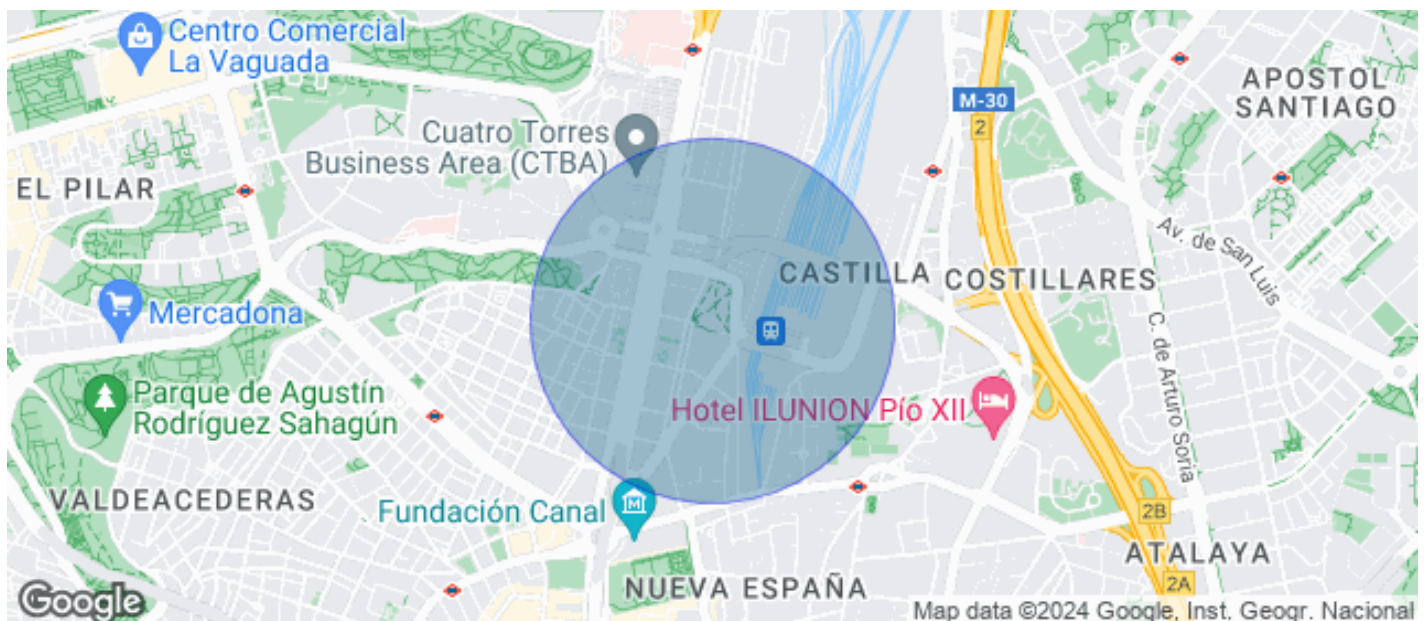 Centro Comercial
La Vaguada
M-30
2
APOSTOL
SANTIAGO
Cuatro Torres
Business Area (CTBA)
EL PILAR
Av. de San Luis
CASTILLA
COSTILLARES
Mercadona
C. de Arturo Soria
Parque de Agustín
Rodríguez Sahagún
Hotel ILUNION Pío XII
VALDEACEDERAS
Fundación Canal
M
2B
ATALAYA
NUEVA ESPAÑA
2A
Google
Map data ©2024 Google, Inst. Geogr. Nacional